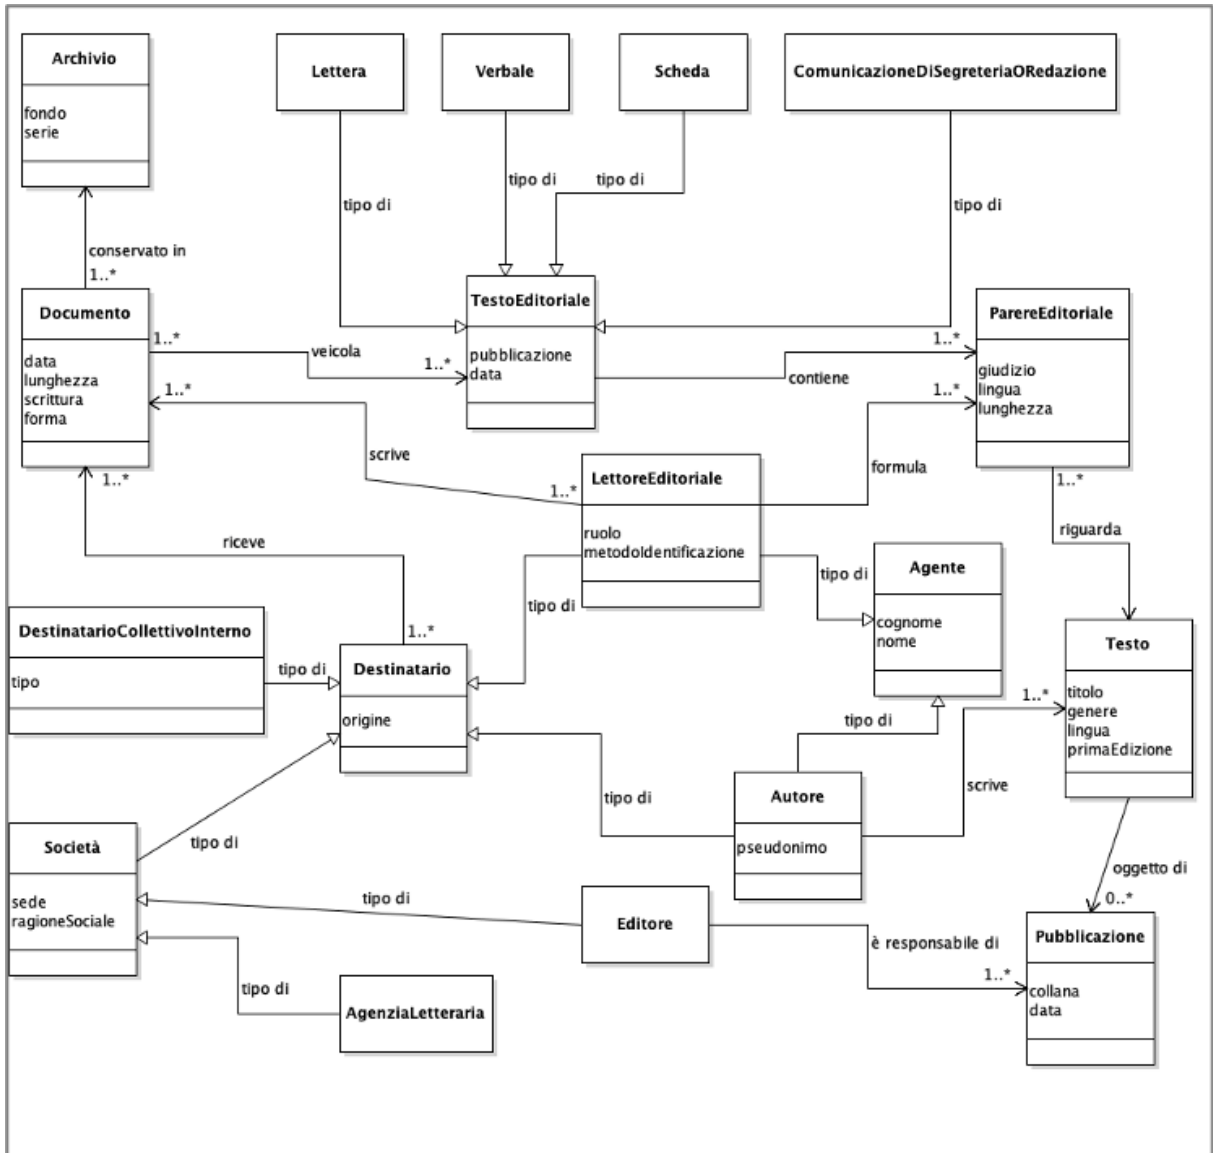 Archivio
fondo
serie
Lettera
Verbale
Scheda
ComunicazioneDiSegreteriaORedazione
tipo di
tipo di
tipo di
tipo di
conservato in
1..*
Documento
data
lunghezza
scrittura
forma
1..*
veicola
1..*
TestoEditoriale
pubblicazione
data
contiene
1..*
ParereEditoriale
giudizio
lingua
lunghezza
1..*
scrive
1..*
LettoreEditoriale
ruolo
metodoIdentificazione
formula
1..*
1..*
riguarda
1..*
riceve
1..*
tipo di
tipo di
Agente
cognome
nome
DestinatarioCollettivoInterno
tipo
tipo di
Destinatario
origine
Testo
titolo
genere
lingua
primaEdizione
1..*
tipo di
scrive
Autore
pseudonimo
tipo di
tipo di
Società
sede
ragioneSociale
tipo di
Editore
è responsabile di
1..*
oggetto di
0..*
Pubblicazione
collana
data
tipo di
AgenziaLetteraria